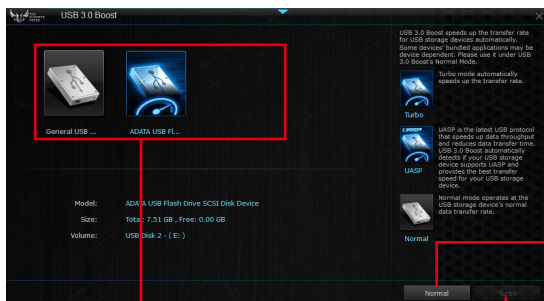 THE ULTIMATE FORCE
USB 3.0 Boost
USB 3.0 Boost speeds up the transfer rate
for USB storage devices automatically.
Some devices' bundled applications may be
device dependent. Please use it under USB
3.0 Boost's Normal Mode.
Turbo mode automatically
speeds up the transfer rate.
Turbo
General USB ...
ADATA USB Fl...
UASP is the latest USB protocol
that speeds up data throughput
and reduces data transfer time.
USB 3.0 Boost automatically
detects if your USB storage
device supports UASP and
provides the best transfer
speed for your USB storage
device.
UASP
Normal mode operates at the
USB storage device's normal
data transfer rate.
Normal
Model: ADATA USB Flash Drive SCSI Disk Device
Size: Total: 7.51 GB , Free: 0.00 GB
Volume: USB Disk 2 - ( E: )
Normal
Turbo